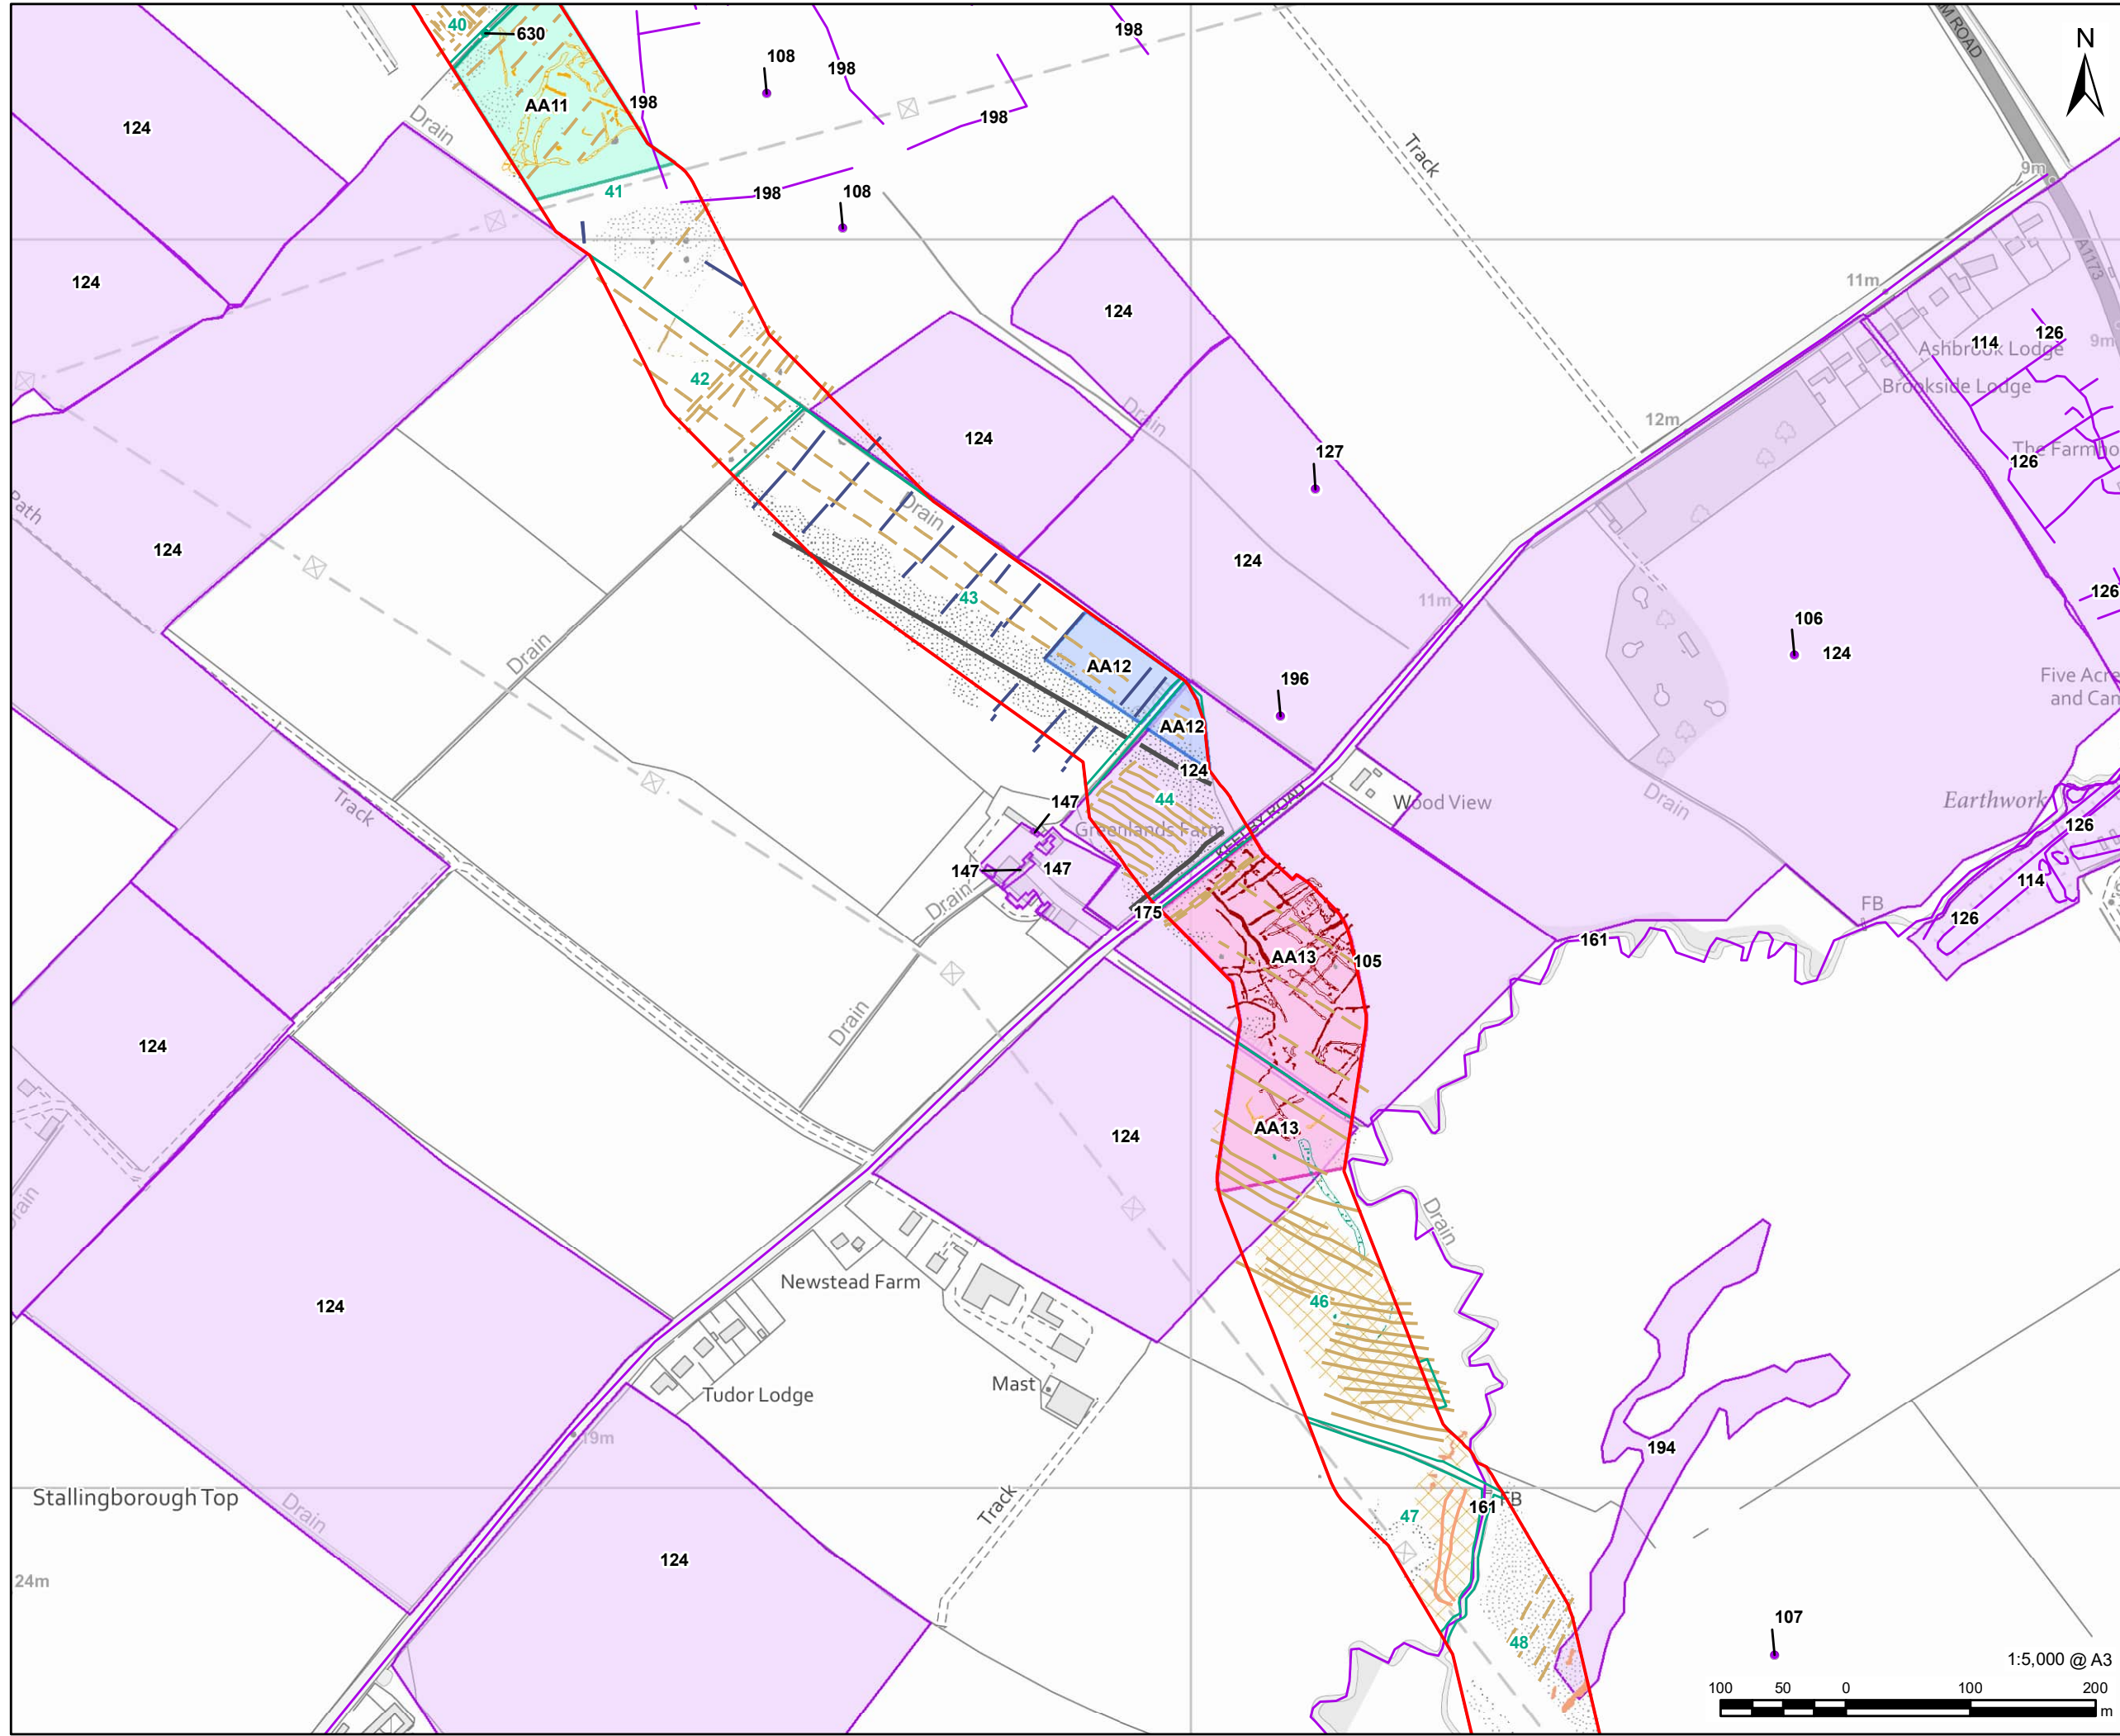 40
630
108
198
198
M ROAD
N
AA11
198
124
Drain
198
Track
9m
41
198
108
A1173
124
124
11m
114
126
9m
Ashbrook Lodge
42
Brookside Lodge
Drain
12m
124
127
The Farmho
126
Path
Drain
124
124
43
11m
126
106
124
Drain
AA12
196
Five Acre
and Can
AA12
124
44
147
Wood View
Drain
Earthwork
Track
Greenlands Farm
126
147
147
114
Drain
175
FB
126
161
AA13
105
Drain
124
124
AA13
Drain
Drain
Newstead Farm
124
46
Mast
Tudor Lodge
19m
194
Stallingborough Top
Drain
Track
161
FB
47
124
24m
107
48
1:5,000 @ A3
100 50 0 100 200
m